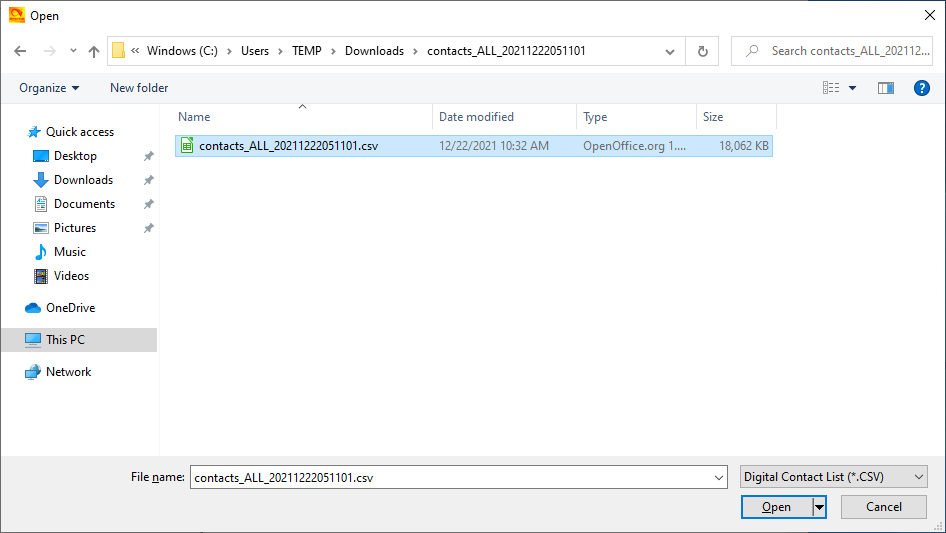 Open
« Windows (C:) › Users › TEMP › Downloads › contacts_ALL_20211222051101
Search contacts_ALL_202112...
Organize
New folder
?
Name
Date modified
Type
Size
contacts_ALL_20211222051101.csv
12/22/2021 10:32 AM
OpenOffice.org 1....
18,062 KB
Quick access
Desktop
Downloads
Documents
Pictures
Music
Videos
OneDrive
This PC
Network
File name:
contacts_ALL_20211222051101.csv
Digital Contact List (*.CSV)
Open
Cancel